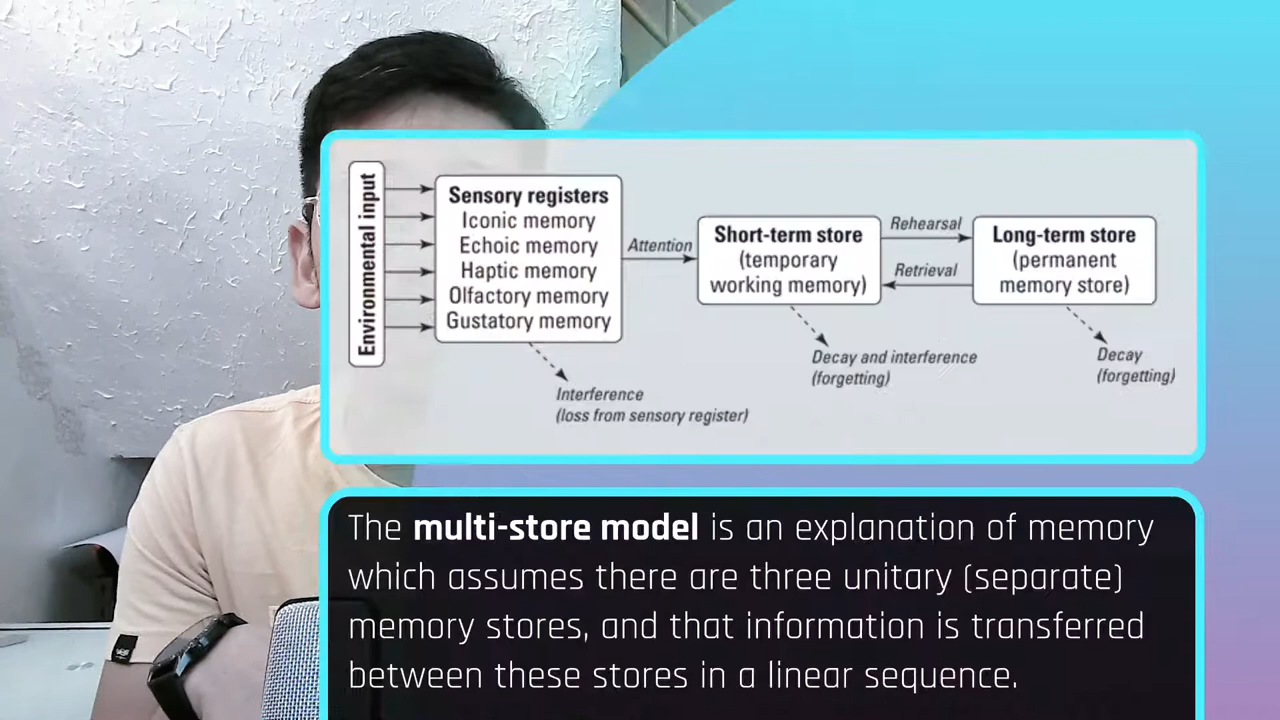 Environmental input
Sensory registers
Iconic memory
Echoic memory
Haptic memory
Olfactory memory
Gustatory memory
Interference
(loss from sensory register)
Attention
Short-term store
(temporary
working memory)
Decay and interference
(forgetting)
Rehearsal
Retrieval
Long-term store
(permanent
memory store)
Decay
(forgetting)
The multi-store model is an explanation of memory
which assumes there are three unitary (separate)
memory stores, and that information is transferred
between these stores in a linear sequence.